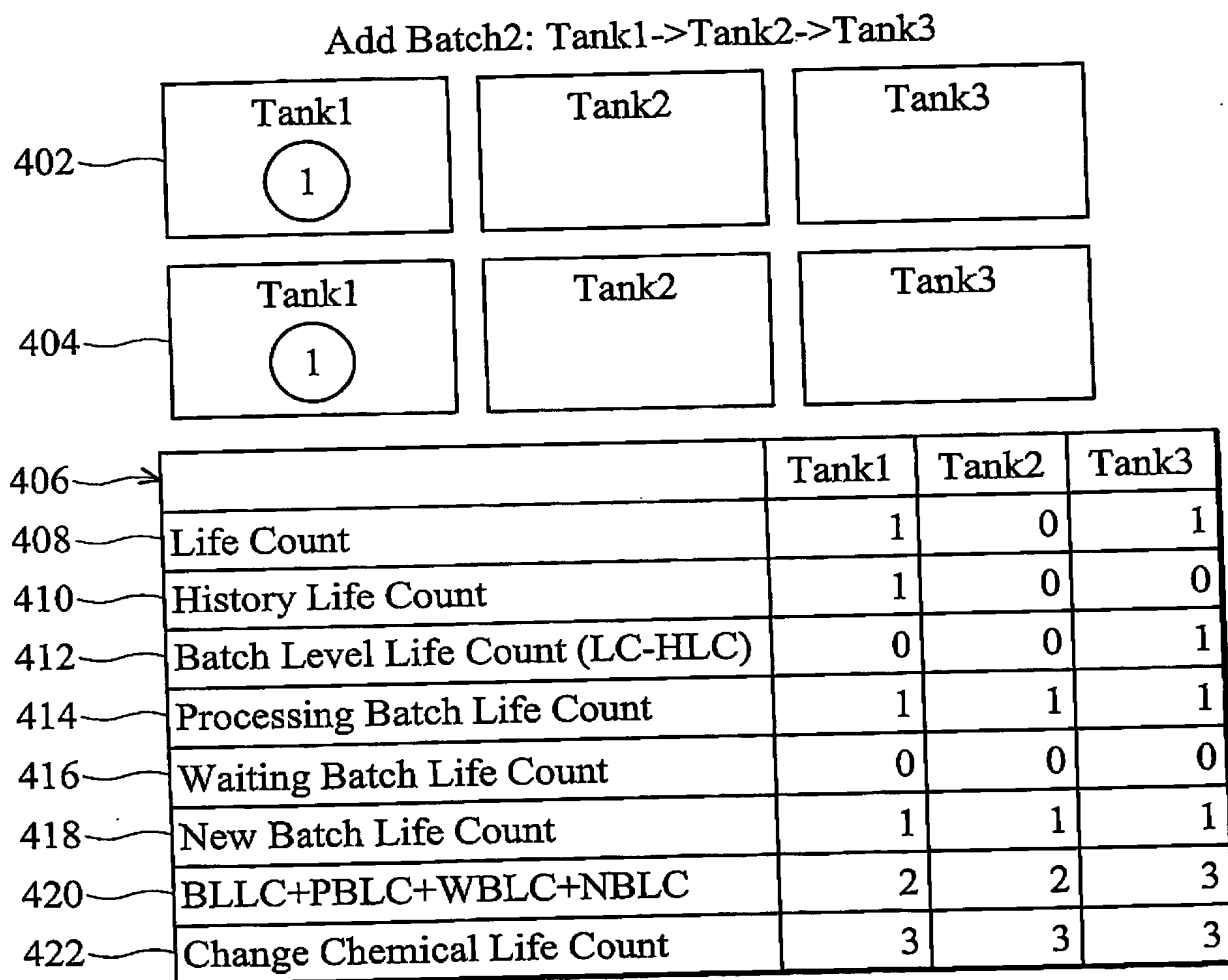 Add Batch2: Tank1->Tank2->Tank3
Tank1 Tank2 Tank3
402 1
Tank1 Tank2 Tank3
404 1
406 Tank1 Tank2 Tank3
408 Life Count 1 0 1
410 History Life Count 1 0 0
412 Batch Level Life Count (LC-HLC) 0 0 1
414 Processing Batch Life Count 1 1 1
416 Waiting Batch Life Count 0 0 0
418 New Batch Life Count 1 1 1
420 BLLC+PBLC+WBLC+NBLC 2 2 3
422 Change Chemical Life Count 3 3 3